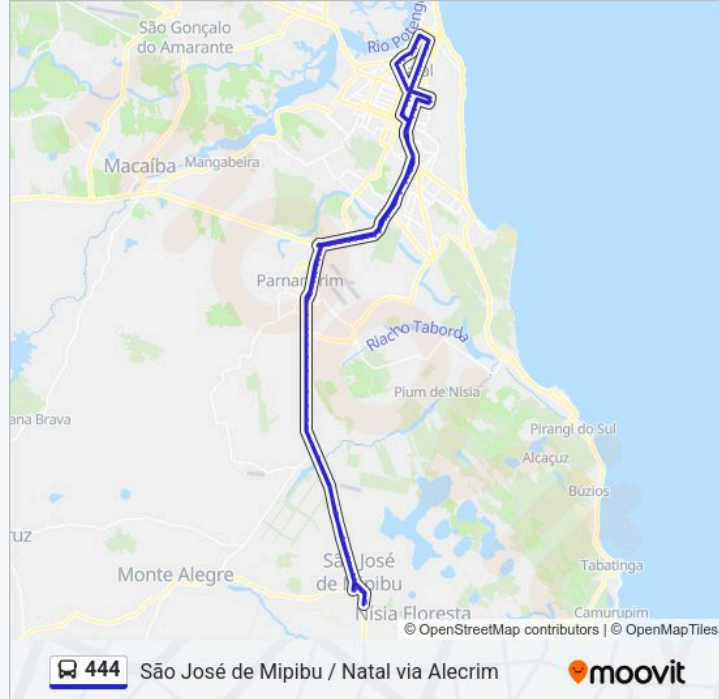 São Gonçalo
do Amarante
Rio Potengi
Natal
Macaíba
Mangabeira
Parnamirim
Riacho Taborda
Pium de Nísia
ana Brava
Pirangi do Sul
Alcaçuz
Búzios
ruz
São José
de Mipibu
Monte Alegre
Tabatinga
Nísia Floresta
Camurupim
© OpenStreetMap contributors | © OpenMapTiles
444 São José de Mipibu / Natal via Alecrim
moovit